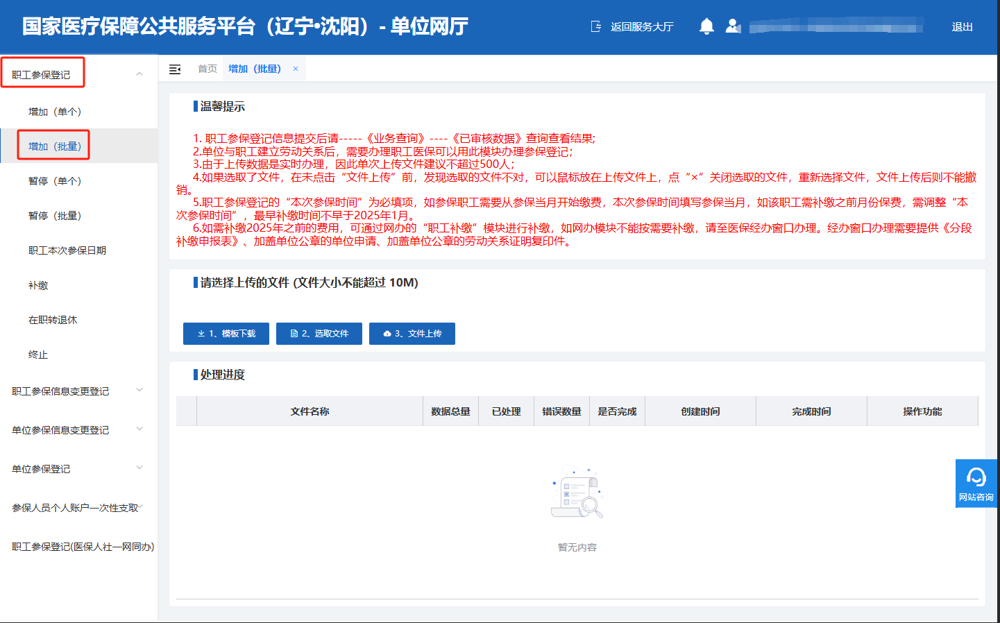 国家医疗保障公共服务平台（辽宁•沈阳）- 单位网厅
返回服务大厅
退出
职工参保登记
增加（单个）
增加（批量）
暂停（单个）
暂停（批量）
职工本次参保日期
补缴
在职转退休
终止
职工参保信息变更登记
单位参保信息变更登记
单位参保登记
参保人员个人账户一次性支取
职工参保登记(医保人社一网同办)
首页
增加（批量） ×
温馨提示
1. 职工参保登记信息提交后请-----《业务查询》----《已审核数据》查询查看结果;
2.单位与职工建立劳动关系后，需要办理职工医保可以用此模块办理参保登记；
3.由于上传数据是实时办理，因此单次上传文件建议不超过500人；
4.如果选取了文件，在未点击“文件上传”前，发现选取的文件不对，可以鼠标放在上传文件上，点“×”关闭选取的文件，重新选择文件，文件上传后则不能撤
销。
5.职工参保登记的“本次参保时间”为必填项，如参保职工需要从参保当月开始缴费，本次参保时间填写参保当月，如该职工需补缴之前月份保费，需调整“本
次参保时间”，最早补缴时间不早于2025年1月。
6.如需补缴2025年之前的费用，可通过网办的“职工补缴”模块进行补缴，如网办模块不能按需要补缴，请至医保经办窗口办理。经办窗口办理需要提供《分段
补缴申报表》、加盖单位公章的单位申请、加盖单位公章的劳动关系证明复印件。
请选择上传的文件 (文件大小不能超过 10M)
1、模板下载
2、选取文件
3、文件上传
处理进度
文件名称 数据总量 已处理 错误数量 是否完成 创建时间 完成时间 操作功能
暂无内容
网站咨询